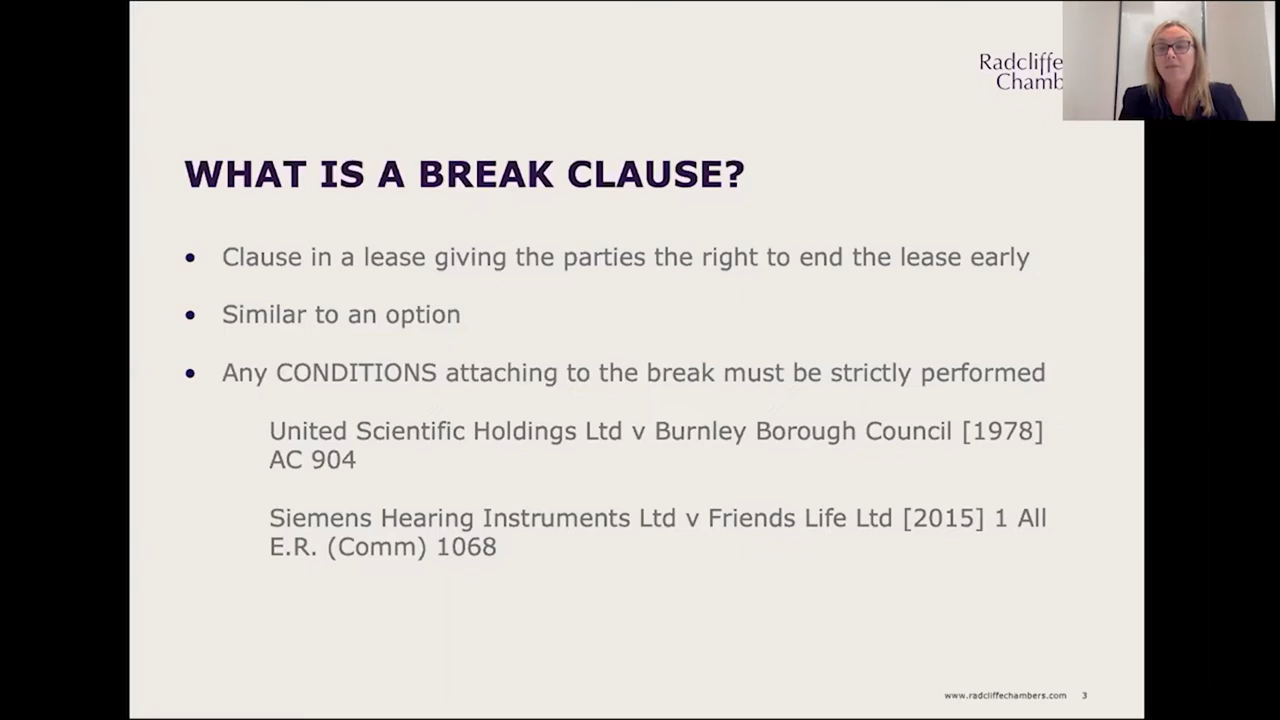 Radcliffe
Chamb
WHAT IS A BREAK CLAUSE?
• Clause in a lease giving the parties the right to end the lease early
• Similar to an option
• Any CONDITIONS attaching to the break must be strictly performed
United Scientific Holdings Ltd v Burnley Borough Council [1978]
AC 904
Siemens Hearing Instruments Ltd v Friends Life Ltd [2015] 1 All
E.R. (Comm) 1068
www.radcliffechambers.com 3